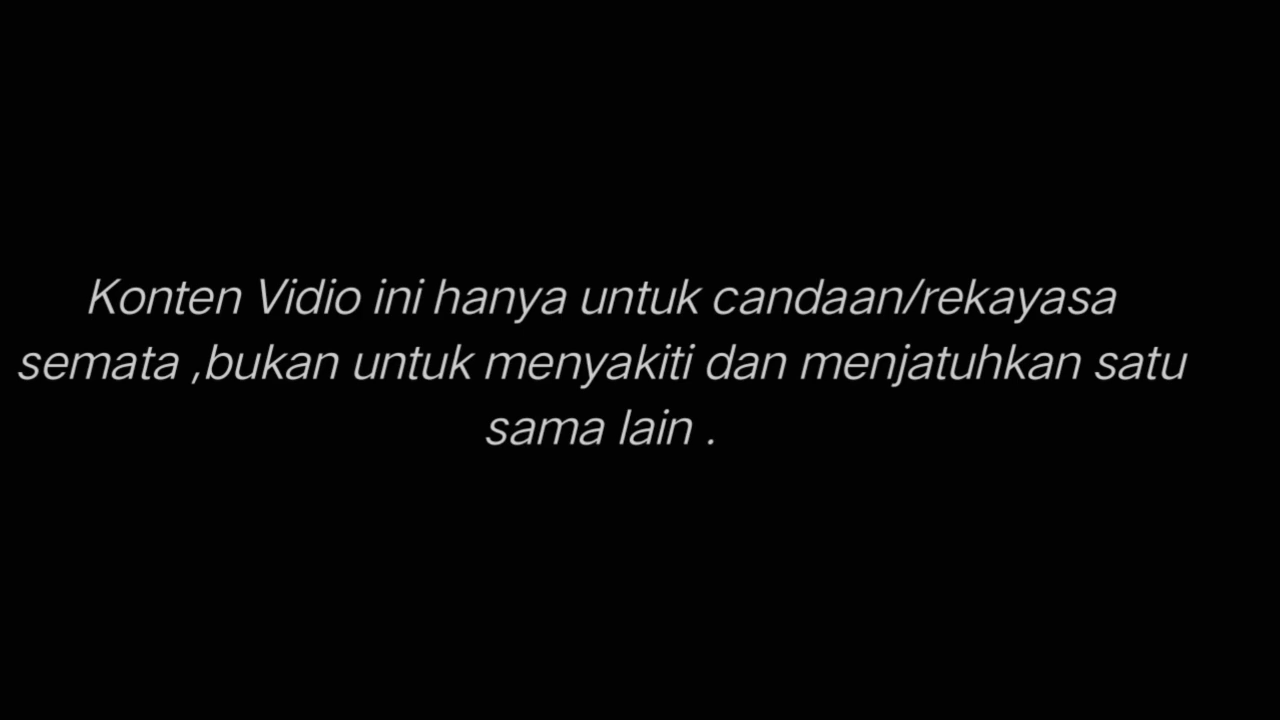 Konten Vidio ini hanya untuk candaan/rekayasa
semata ,bukan untuk menyakiti dan menjatuhkan satu
sama lain .